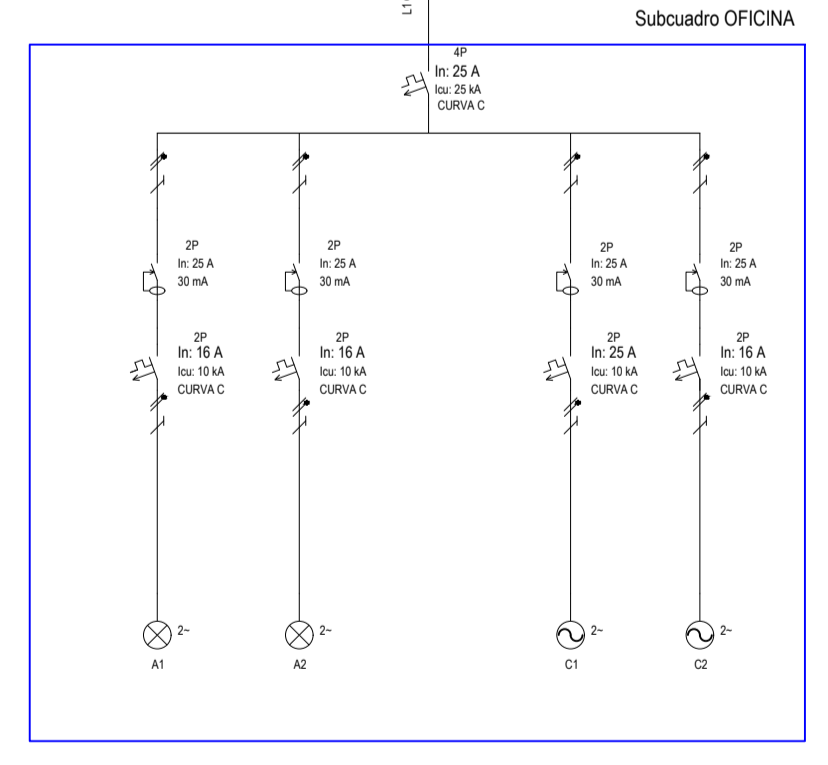 Subcuadro OFICINA
4P
In: 25 A
Icu: 25 kA
CURVA C
2P
In: 25 A
30 mA
2P
In: 25 A
30 mA
2P
In: 25 A
30 mA
2P
In: 25 A
30 mA
2P
In: 16 A
Icu: 10 kA
CURVA C
2P
In: 16 A
Icu: 10 kA
CURVA C
2P
In: 25 A
Icu: 10 kA
CURVA C
2P
In: 16 A
Icu: 10 kA
CURVA C
2~
2~
2~
2~
A1
A2
C1
C2